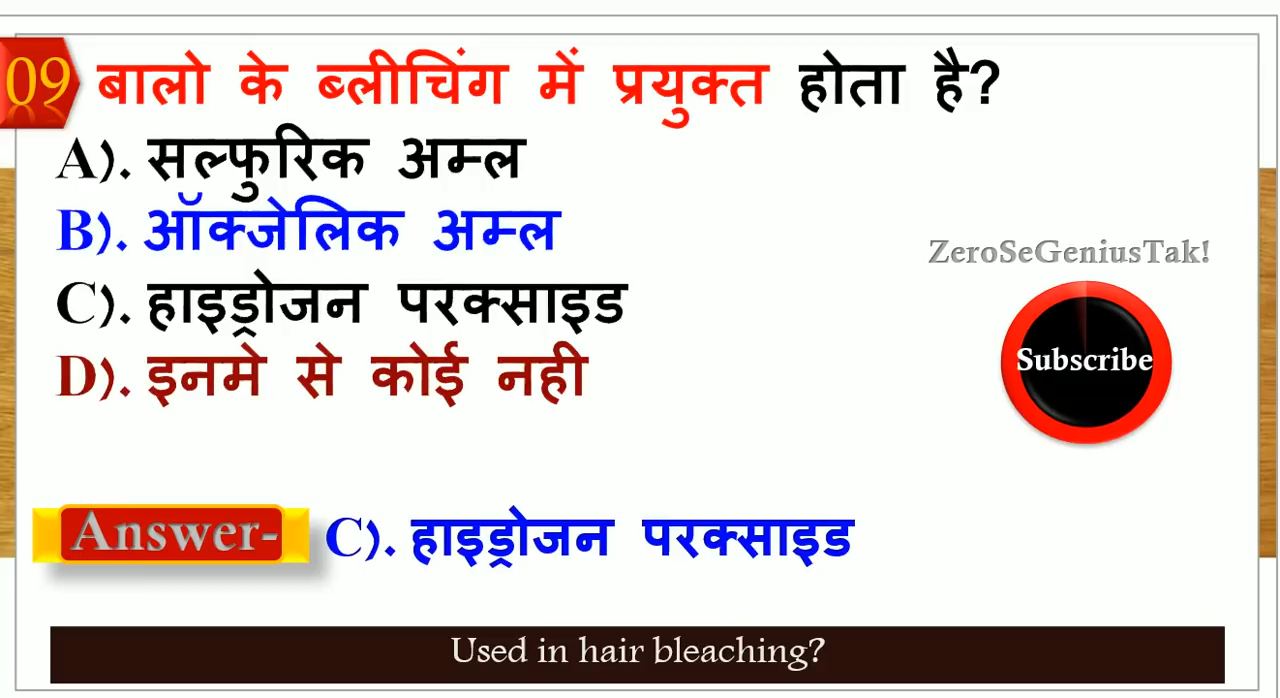 09 बालो के ब्लीचिंग में प्रयुक्त होता है?
A). सल्फुरिक अम्ल
B). ऑक्जेलिक अम्ल
ZeroSeGeniusTak!
C). हाइड्रोजन परक्साइड
Subscribe
D). इनमे से कोई नही
Answer- C). हाइड्रोजन परक्साइड
Used in hair bleaching?